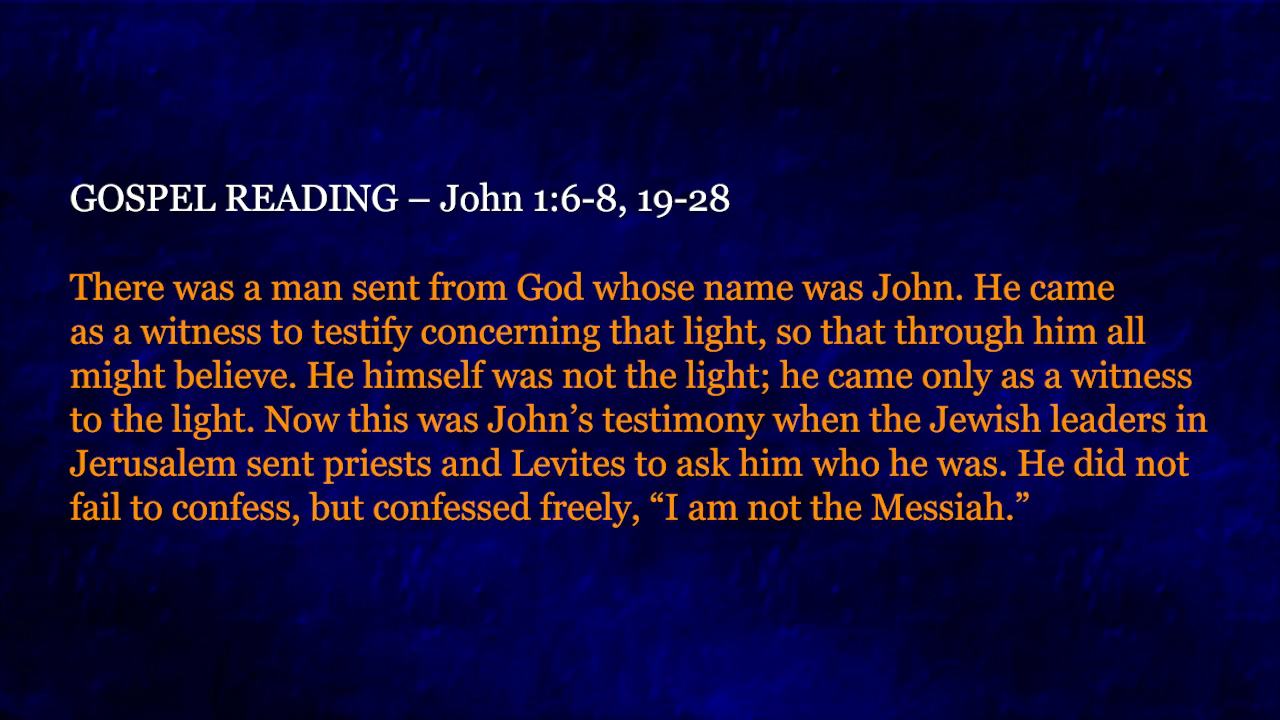 GOSPEL READING – John 1:6-8, 19-28
There was a man sent from God whose name was John. He came
as a witness to testify concerning that light, so that through him all
might believe. He himself was not the light; he came only as a witness
to the light. Now this was John’s testimony when the Jewish leaders in
Jerusalem sent priests and Levites to ask him who he was. He did not
fail to confess, but confessed freely, “I am not the Messiah.”